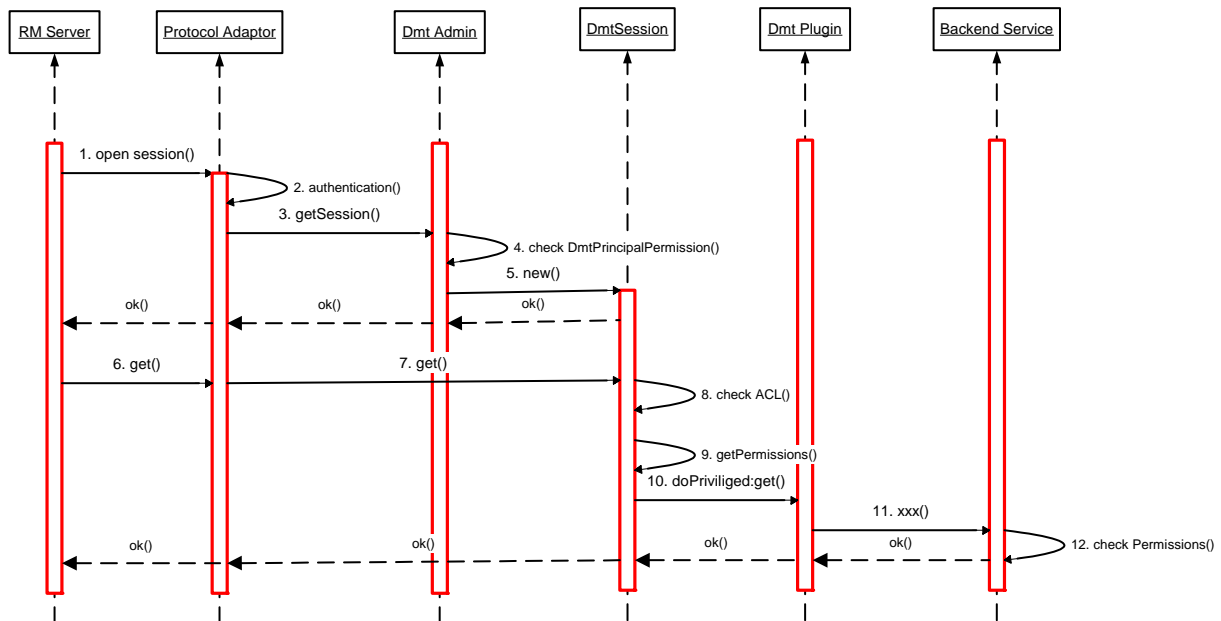 RM Server
Protocol Adaptor
Dmt Admin
DmtSession
Dmt Plugin
Backend Service
1. open session()
2. authentication()
3. getSession()
4. check DmtPrincipalPermission()
5. new()
ok()
ok()
ok()
6. get()
7. get()
8. check ACL()
9. getPermissions()
10. doPriviliged:get()
11. xxx()
12. check Permissions()
ok()
ok()
ok()
ok()